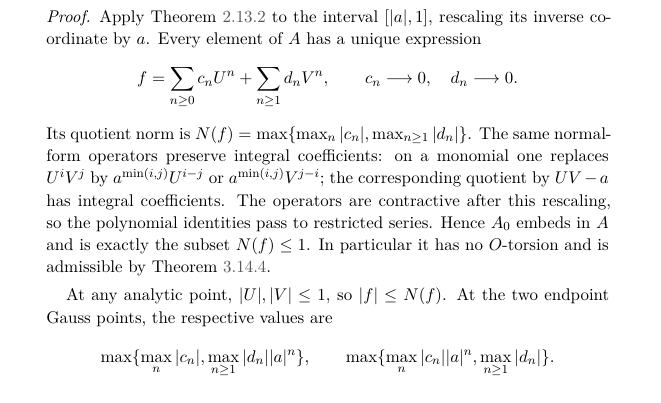 Proof. Apply Theorem 2.13.2 to the interval [|a|, 1], rescaling its inverse co-
ordinate by a. Every element of A has a unique expression
f = ∑_{n≥0} c_n U^n + ∑_{n≥1} d_n V^n, c_n ⟶ 0, d_n ⟶ 0.
Its quotient norm is N(f) = max{max_n |c_n|, max_{n≥1} |d_n|}. The same normal-
form operators preserve integral coefficients: on a monomial one replaces
U^i V^j by a^{min(i,j)} U^{i−j} or a^{min(i,j)} V^{j−i}; the corresponding quotient by UV − a
has integral coefficients. The operators are contractive after this rescaling,
so the polynomial identities pass to restricted series. Hence A_0 embeds in A
and is exactly the subset N(f) ≤ 1. In particular it has no O-torsion and is
admissible by Theorem 3.14.4.
At any analytic point, |U|, |V| ≤ 1, so |f| ≤ N(f). At the two endpoint
Gauss points, the respective values are
max{max_n |c_n|, max_{n≥1} |d_n||a|^n}, max{max_n |c_n||a|^n, max_{n≥1} |d_n|}.